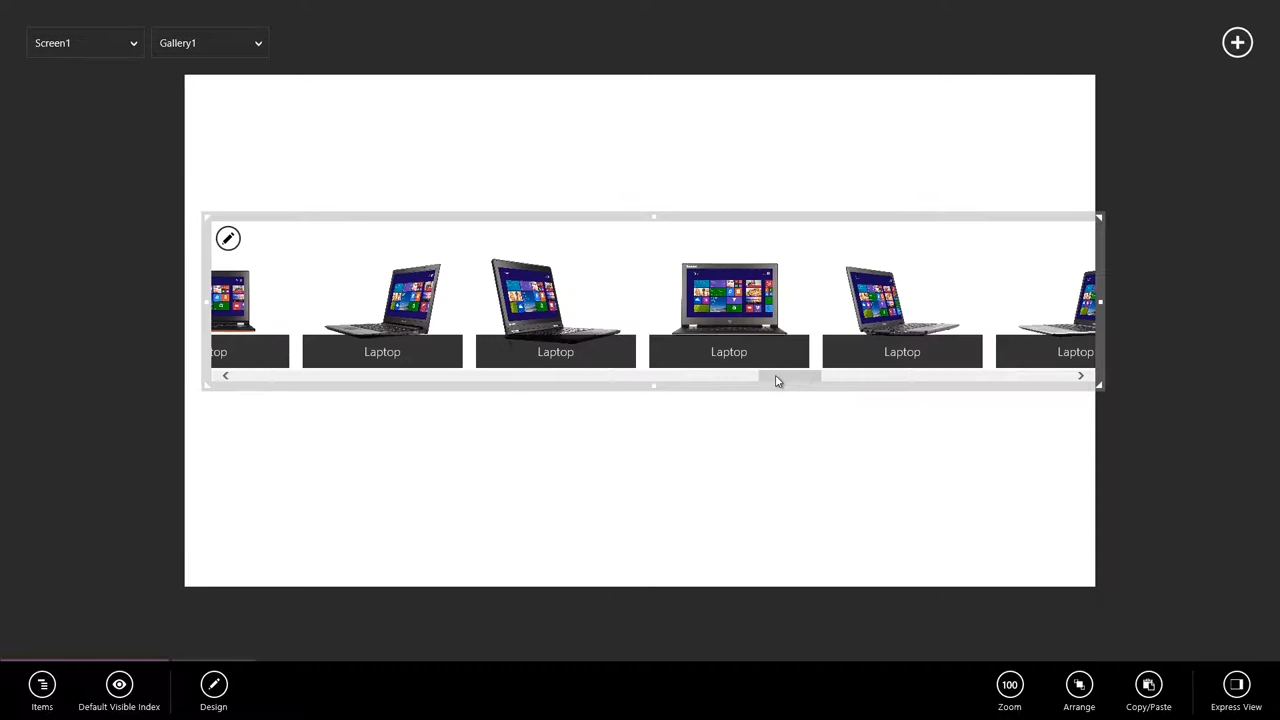 Screen1 Gallery1
top Laptop Laptop Laptop Laptop Laptop
Items Default Visible Index Design 100 Zoom Arrange Copy/Paste Express View